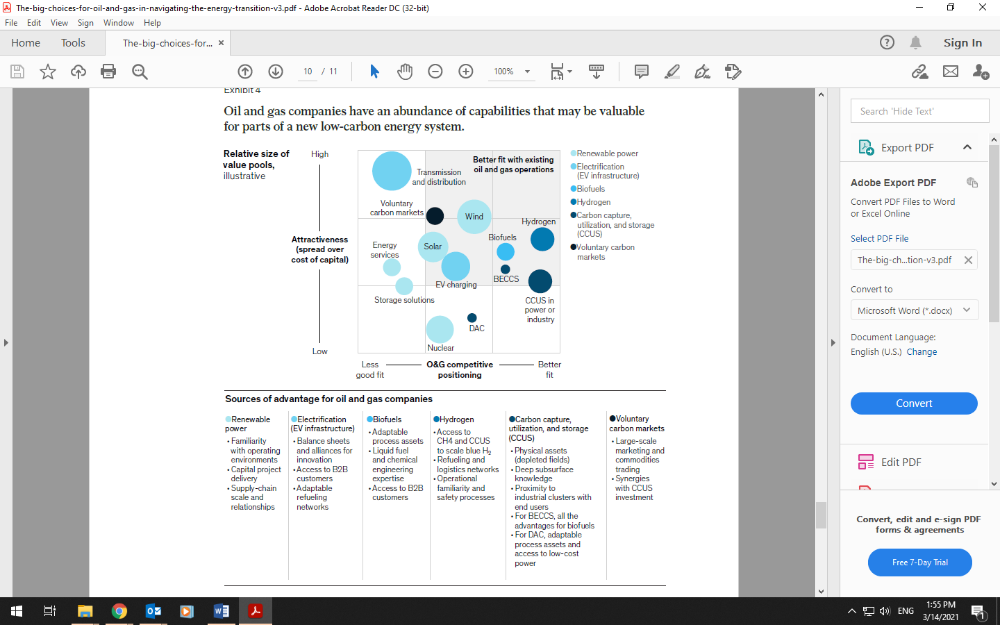 The-big-choices-for-oil-and-gas-in-navigating-the-energy-transition-v3.pdf - Adobe Acrobat Reader DC (32-bit)
File Edit View Sign Window Help
Home Tools The-big-choices-for... × Sign In
10 / 11 100%
Exhibit 4
Oil and gas companies have an abundance of capabilities that may be valuable
for parts of a new low-carbon energy system.
Relative size of
value pools,
illustrative
High
Attractiveness
(spread over
cost of capital)
Low
Better fit with existing
oil and gas operations
Transmission
and distribution
Voluntary
carbon markets
Wind
Hydrogen
Energy
services
Solar
Biofuels
EV charging
BECCS
Storage solutions
CCUS in
power or
industry
DAC
Nuclear
Less
good fit
O&G competitive
positioning
Better
fit
Renewable power
Electrification
(EV infrastructure)
Biofuels
Hydrogen
Carbon capture,
utilization, and storage
(CCUS)
Voluntary carbon
markets
Sources of advantage for oil and gas companies
Renewable
power
• Familiarity
with operating
environments
• Capital project
delivery
• Supply-chain
scale and
relationships
Electrification
(EV infrastructure)
• Balance sheets
and alliances for
innovation
• Access to B2B
customers
• Adaptable
refueling
networks
Biofuels
• Adaptable
process assets
• Liquid fuel
and chemical
engineering
expertise
• Access to B2B
customers
Hydrogen
• Access to
CH4 and CCUS
to scale blue H₂
• Refueling and
logistics networks
• Operational
familiarity and
safety processes
Carbon capture,
utilization, and storage
(CCUS)
• Physical assets
(depleted fields)
• Deep subsurface
knowledge
• Proximity to
industrial clusters with
end users
• For BECCS, all the
advantages for biofuels
• For DAC, adaptable
process assets and
access to low-cost
power
Voluntary
carbon markets
• Large-scale
marketing and
commodities
trading
• Synergies
with CCUS
investment
Search 'Hide Text'
Export PDF
Adobe Export PDF
Convert PDF Files to Word
or Excel Online
Select PDF File
The-big-ch...tion-v3.pdf
Convert to
Microsoft Word (*.docx)
Document Language:
English (U.S.) Change
Convert
Edit PDF
Convert, edit and e-sign PDF
forms & agreements
Free 7-Day Trial
ENG
1:55 PM
3/14/2021
1